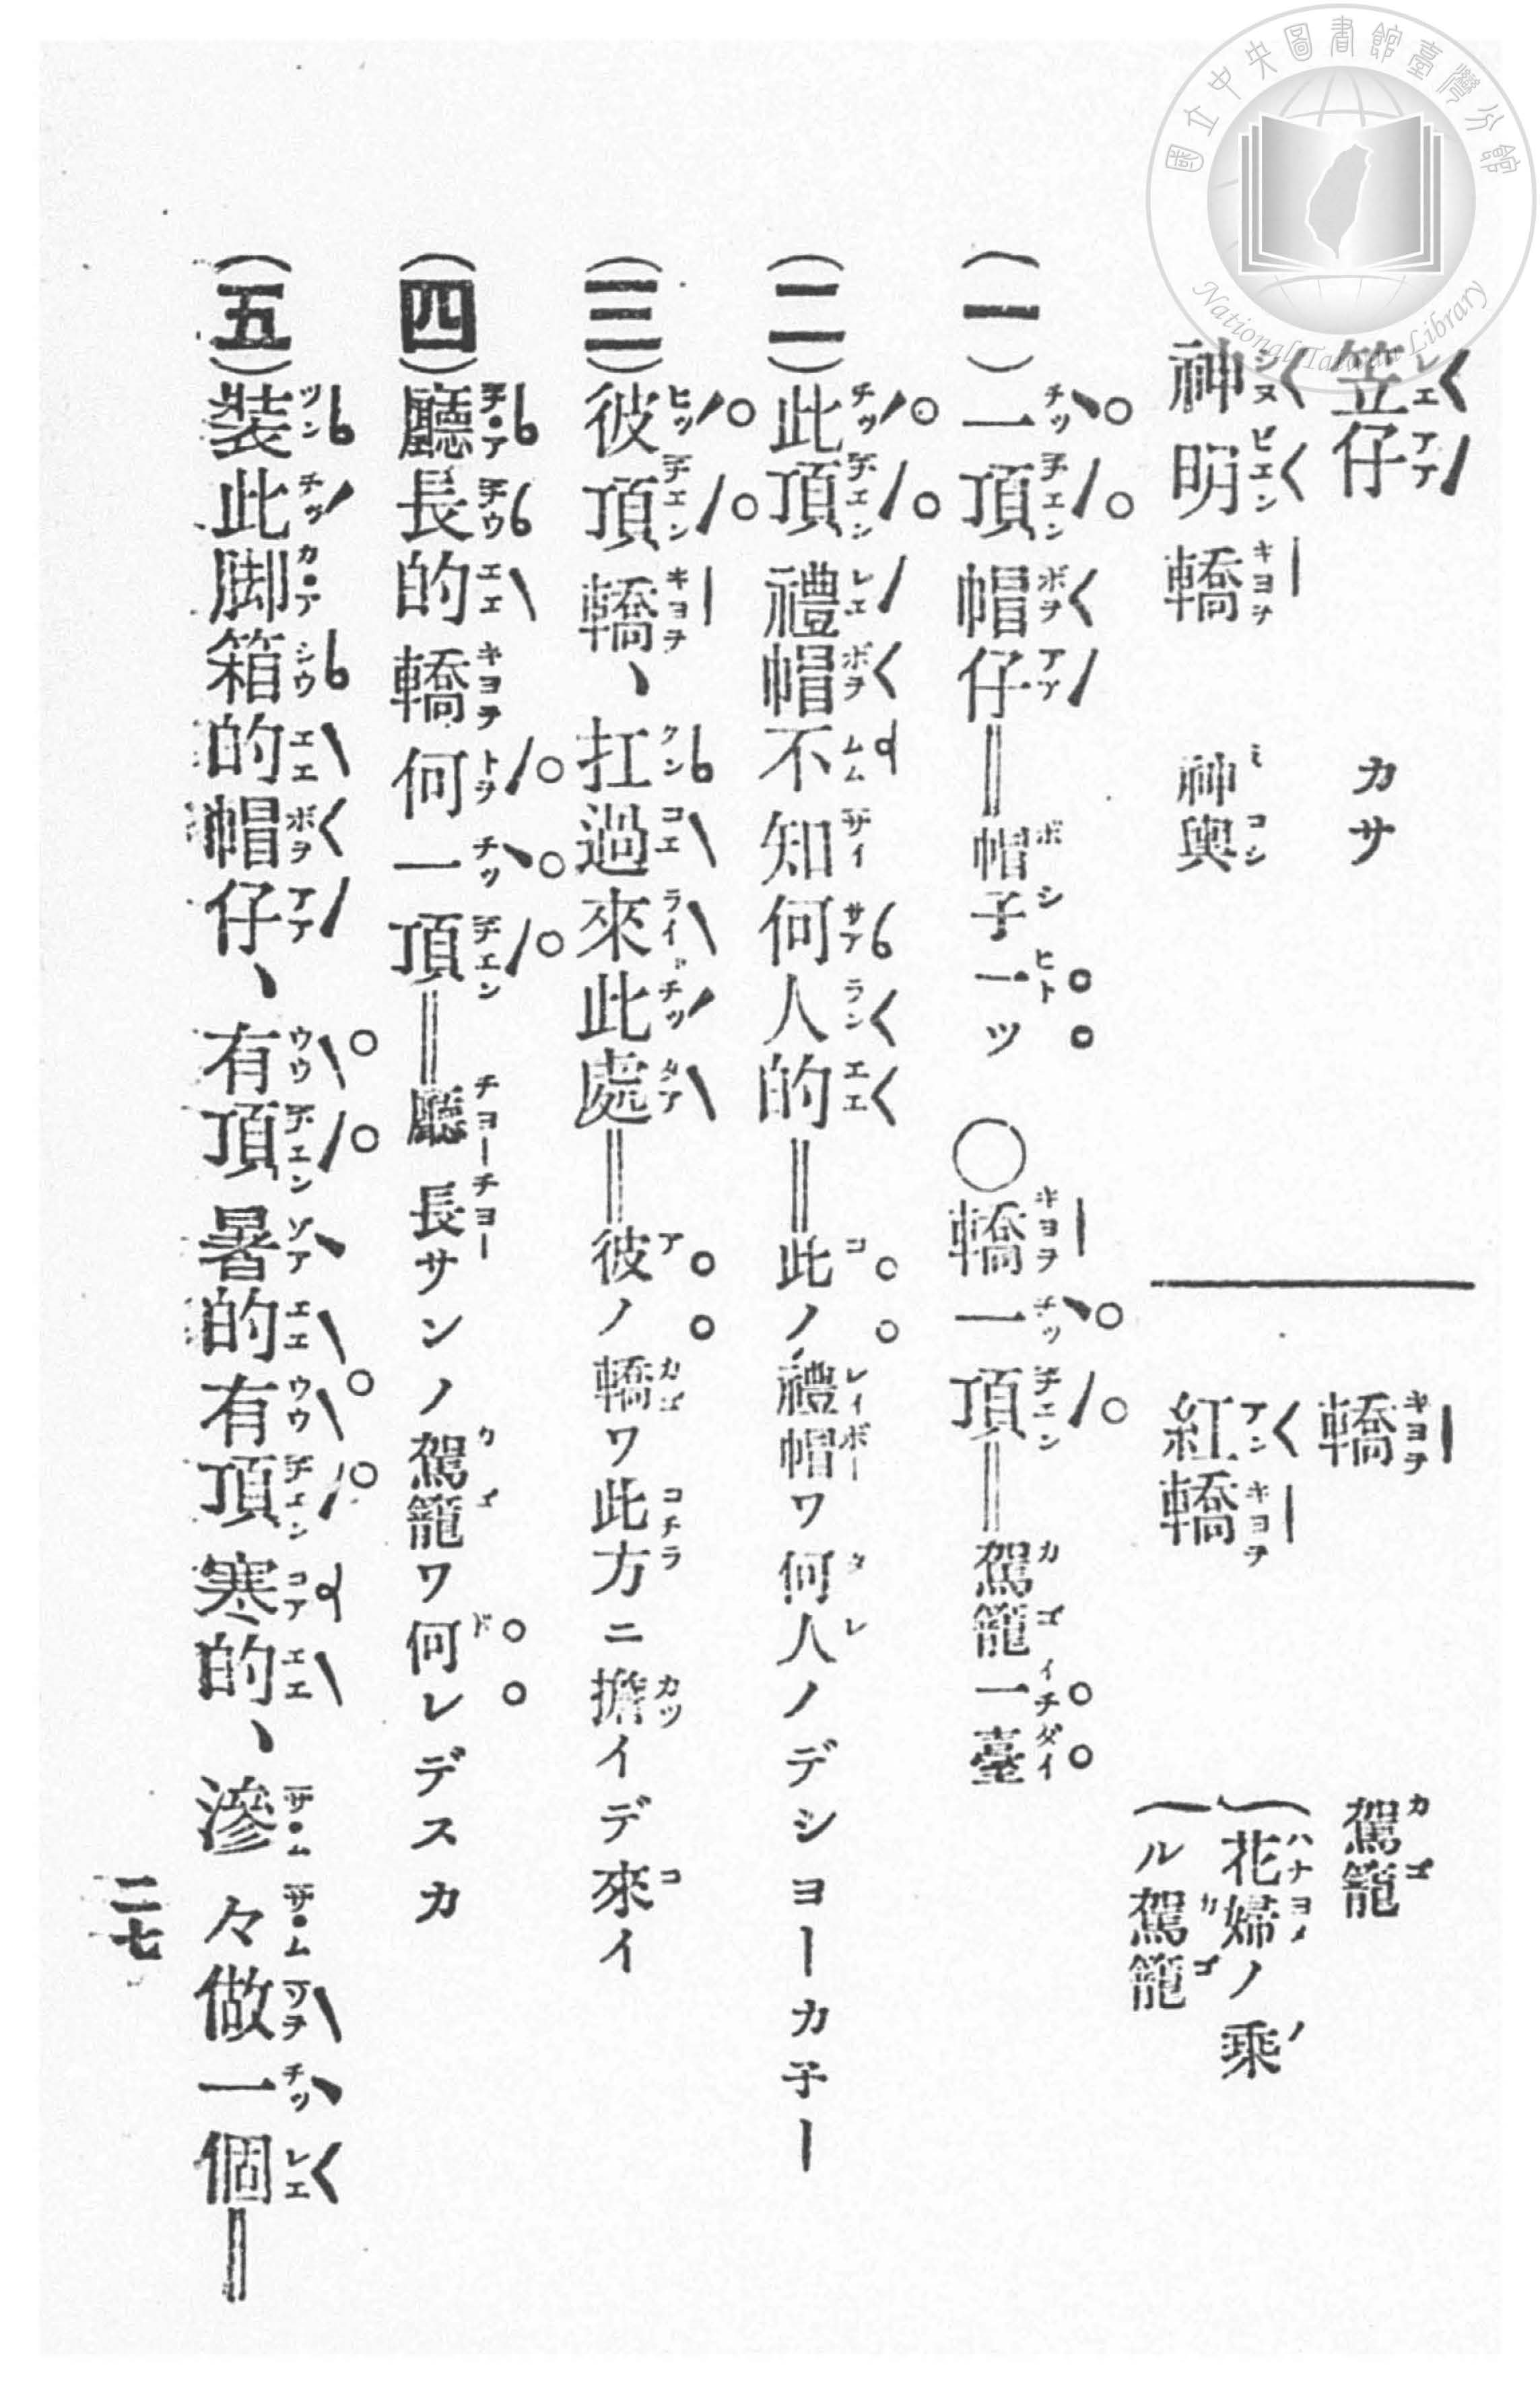 笠仔 カサ
神明轎 神輿
轎 駕籠
紅轎 花婦ノ乘
ル駕籠
(一)一頂帽仔‖帽子一ツ ◯轎一頂‖駕籠一臺
(二)此頂禮帽不知何人的‖此ノ禮帽ワ何人ノデショーカ子ー
(三)彼頂轎、扛過來此處‖彼ノ轎ワ此方ニ擔イデ來イ
(四)廳長的轎何一頂‖廳長サンノ駕籠ワ何レデスカ
(五)裝此脚箱的帽仔、有頂暑的有頂寒的、滲々做一個‖
二七
國立中央圖書館臺灣分館
National Taiwan Library